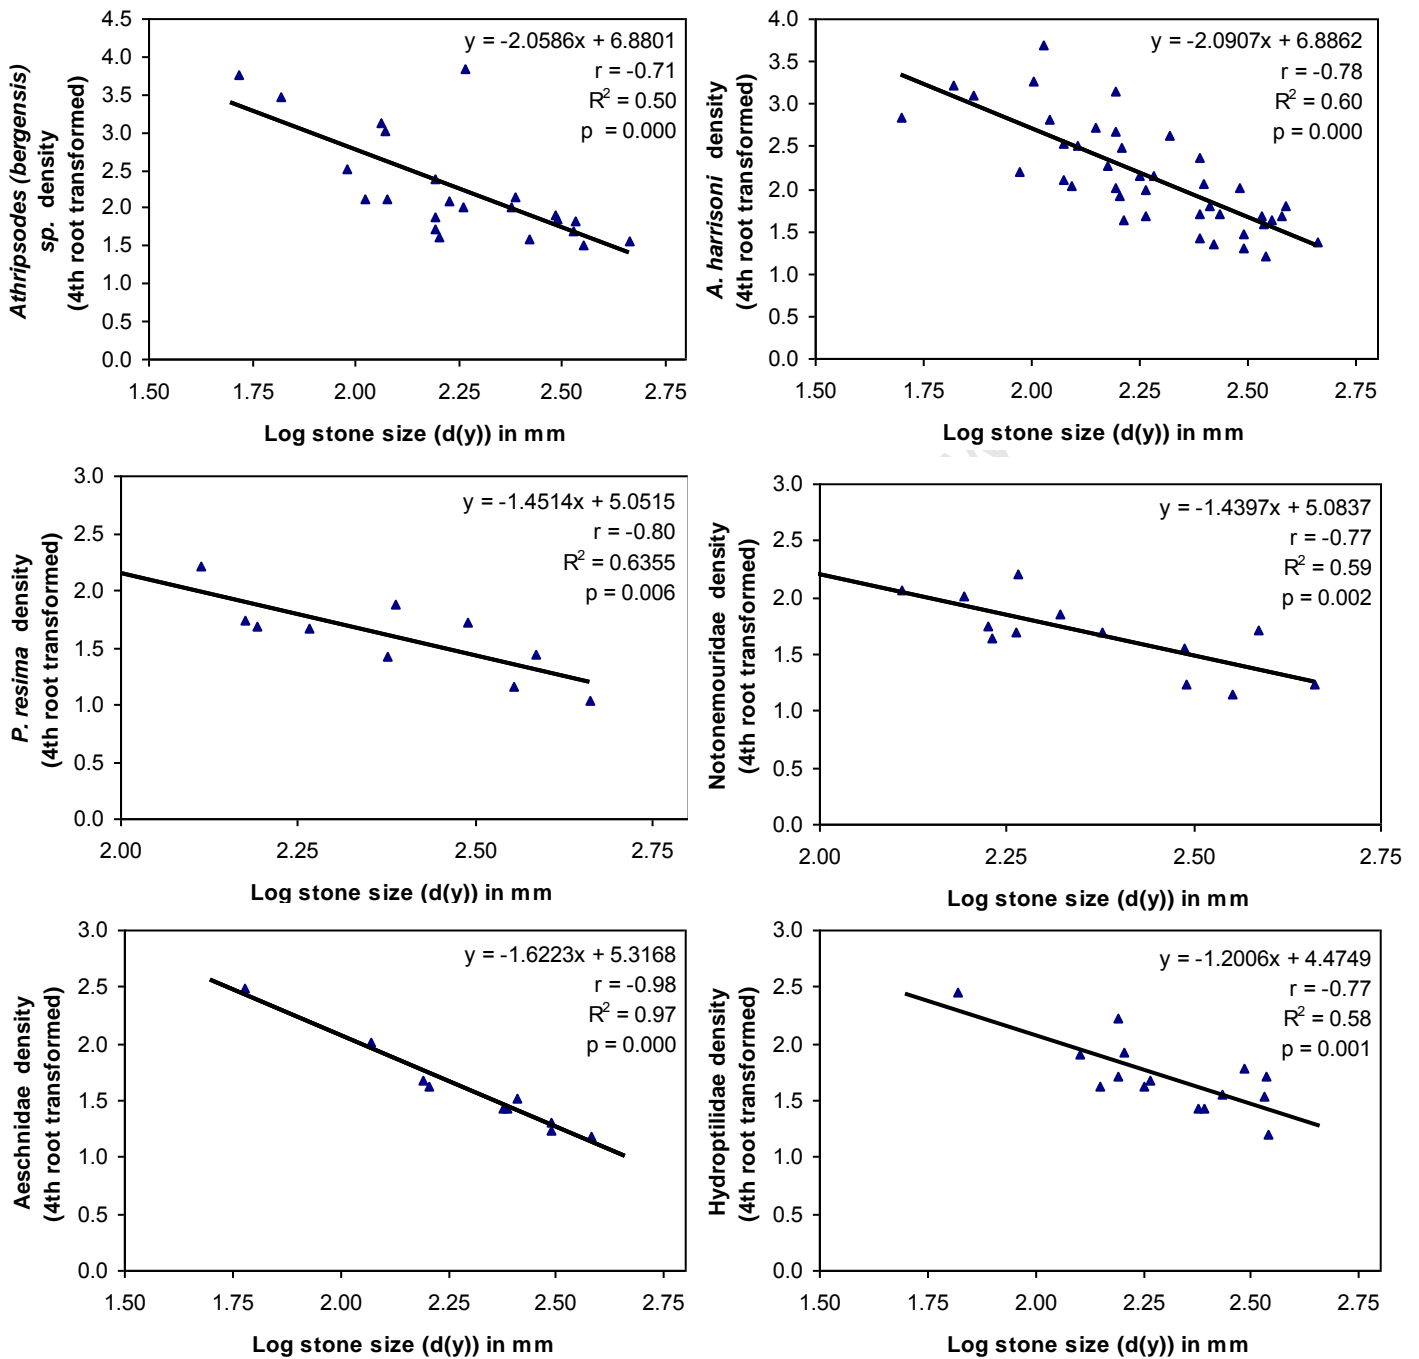 Athripsodes (bergensis)
sp. density
(4th root transformed)
4.5
4.0
3.5
3.0
2.5
2.0
1.5
1.0
0.5
0.0
y = -2.0586x + 6.8801
r = -0.71
R² = 0.50
p = 0.000
1.50
1.75
2.00
2.25
2.50
2.75
Log stone size (d(y)) in mm
A. harrisoni density
(4th root transformed)
4.0
3.5
3.0
2.5
2.0
1.5
1.0
0.5
0.0
y = -2.0907x + 6.8862
r = -0.78
R² = 0.60
p = 0.000
1.50
1.75
2.00
2.25
2.50
2.75
Log stone size (d(y)) in mm
P. resima density
(4th root transformed)
3.0
2.5
2.0
1.5
1.0
0.5
0.0
y = -1.4514x + 5.0515
r = -0.80
R² = 0.6355
p = 0.006
2.00
2.25
2.50
2.75
Log stone size (d(y)) in mm
Notonemouridae density
(4th root transformed)
3.0
2.5
2.0
1.5
1.0
0.5
0.0
y = -1.4397x + 5.0837
r = -0.77
R² = 0.59
p = 0.002
2.00
2.25
2.50
2.75
Log stone size (d(y)) in mm
Aeschnidae density
(4th root transformed)
3.0
2.5
2.0
1.5
1.0
0.5
0.0
y = -1.6223x + 5.3168
r = -0.98
R² = 0.97
p = 0.000
1.50
1.75
2.00
2.25
2.50
2.75
Log stone size (d(y)) in mm
Hydroptilidae density
(4th root transformed)
3.0
2.5
2.0
1.5
1.0
0.5
0.0
y = -1.2006x + 4.4749
r = -0.77
R² = 0.58
p = 0.001
1.50
1.75
2.00
2.25
2.50
2.75
Log stone size (d(y)) in mm